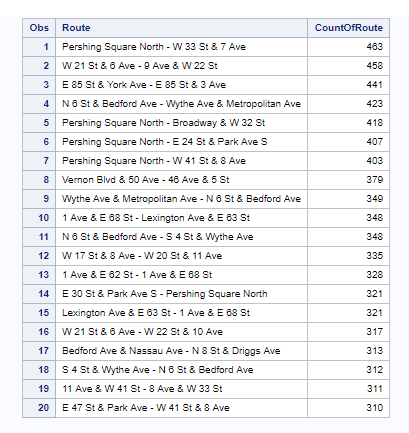 Obs Route CountOfRoute
1 Pershing Square North - W 33 St & 7 Ave 463
2 W 21 St & 6 Ave - 9 Ave & W 22 St 458
3 E 85 St & York Ave - E 85 St & 3 Ave 441
4 N 6 St & Bedford Ave - Wythe Ave & Metropolitan Ave 423
5 Pershing Square North - Broadway & W 32 St 418
6 Pershing Square North - E 24 St & Park Ave S 407
7 Pershing Square North - W 41 St & 8 Ave 403
8 Vernon Blvd & 50 Ave - 46 Ave & 5 St 379
9 Wythe Ave & Metropolitan Ave - N 6 St & Bedford Ave 349
10 1 Ave & E 68 St - Lexington Ave & E 63 St 348
11 N 6 St & Bedford Ave - S 4 St & Wythe Ave 348
12 W 17 St & 8 Ave - W 20 St & 11 Ave 335
13 1 Ave & E 62 St - 1 Ave & E 68 St 328
14 E 30 St & Park Ave S - Pershing Square North 321
15 Lexington Ave & E 63 St - 1 Ave & E 68 St 321
16 W 21 St & 6 Ave - W 22 St & 10 Ave 317
17 Bedford Ave & Nassau Ave - N 8 St & Driggs Ave 313
18 S 4 St & Wythe Ave - N 6 St & Bedford Ave 312
19 11 Ave & W 41 St - 8 Ave & W 33 St 311
20 E 47 St & Park Ave - W 41 St & 8 Ave 310